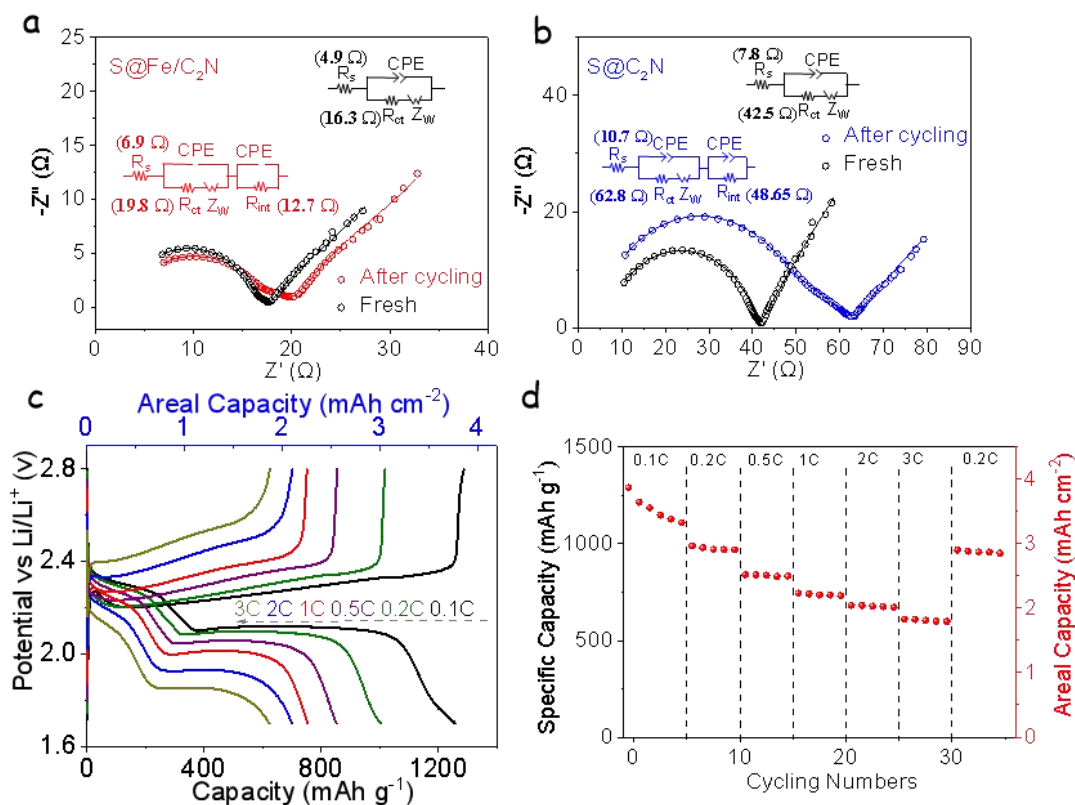 a
25
20
15
10
5
0
-Z'' (Ω)
S@Fe/C₂N
(4.9 Ω)
CPE
Rₛ
Rct Zw
(16.3 Ω)
(6.9 Ω)
CPE CPE
Rₛ
(19.8 Ω) Rct Zw Rint (12.7 Ω)
After cycling
Fresh
0 10 20 30 40
Z' (Ω)
b
40
20
0
-Z'' (Ω)
S@C₂N
(7.8 Ω)
CPE
Rₛ
Rct Zw
(42.5 Ω)
After cycling
Fresh
(10.7 Ω)
CPE CPE
Rₛ
(62.8 Ω) Rct Zw Rint (48.65 Ω)
0 10 20 30 40 50 60 70 80 90
Z' (Ω)
c
Areal Capacity (mAh cm⁻²)
0 1 2 3 4
Potential vs Li/Li⁺ (v)
2.8
2.4
2.0
1.6
3C 2C 1C 0.5C 0.2C 0.1C
0 400 800 1200
Capacity (mAh g⁻¹)
d
Specific Capacity (mAh g⁻¹)
1500
1000
500
0
0.1C 0.2C 0.5C 1C 2C 3C 0.2C
4
3
2
1
0
Areal Capacity (mAh cm⁻²)
0 10 20 30
Cycling Numbers